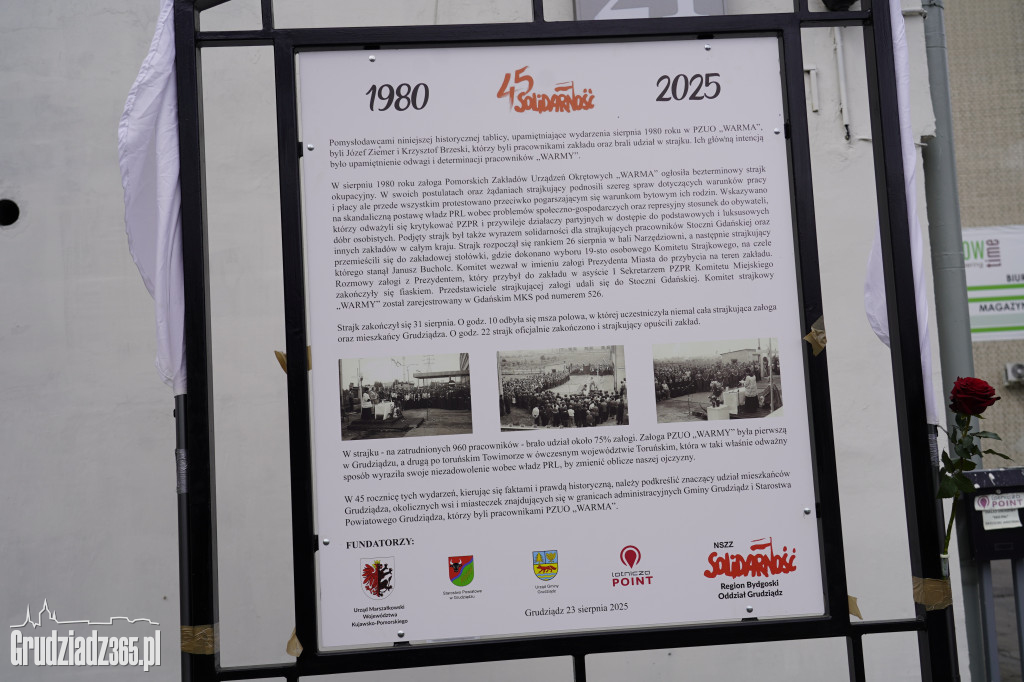 21
1980
45
SOLIDARNOŚĆ
2025
Pomysłodawcami niniejszej historycznej tablicy, upamiętniające wydarzenia sierpnia 1980 roku w PZUO „WARMA”,
byli Józef Ziemer i Krzysztof Brzeski, którzy byli pracownikami zakładu oraz brali udział w strajku. Ich główną intencją
było upamiętnienie odwagi i determinacji pracowników „WARMY”.
W sierpniu 1980 roku załoga Pomorskich Zakładów Urządzeń Okrętowych „WARMA” ogłosiła bezterminowy strajk
okupacyjny. W swoich postulatach oraz żądaniach strajkujący podnosili szereg spraw dotyczących warunków pracy
i płacy ale przede wszystkim protestowano przeciwko pogarszającym się warunkom bytowym ich rodzin. Wskazywano
na skandaliczną postawę władz PRL wobec problemów społeczno-gospodarczych oraz represyjny stosunek do obywateli,
którzy odważyli się krytykować PZPR i przywileje działaczy partyjnych w dostępie do podstawowych i luksusowych
dóbr osobistych. Podjęty strajk był także wyrazem solidarności dla strajkujących pracowników Stoczni Gdańskiej oraz
innych zakładów w całym kraju. Strajk rozpoczął się rankiem 26 sierpnia w hali Narzędziowni, a następnie strajkujący
przemieścili się do zakładowej stołówki, gdzie dokonano wyboru 19-sto osobowego Komitetu Strajkowego, na czele
którego stanął Janusz Bucholc. Komitet wezwał w imieniu załogi Prezydenta Miasta do przybycia na teren zakładu.
Rozmowy załogi z Prezydentem, który przybył do zakładu w asyście I Sekretarzem PZPR Komitetu Miejskiego
zakończyły się fiaskiem. Przedstawiciele strajkującej załogi udali się do Stoczni Gdańskiej. Komitet strajkowy
„WARMY” został zarejestrowany w Gdańskim MKS pod numerem 526.
Strajk zakończył się 31 sierpnia. O godz. 10 odbyła się msza polowa, w której uczestniczyła niemal cała strajkująca załoga
oraz mieszkańcy Grudziądza. O godz. 22 strajk oficjalnie zakończono i strajkujący opuścili zakład.
W strajku - na zatrudnionych 960 pracowników - brało udział około 75% załogi. Załoga PZUO „WARMY” była pierwszą
w Grudziądzu, a drugą po toruńskim Towimorze w ówczesnym województwie Toruńskim, która w taki właśnie odważny
sposób wyraziła swoje niezadowolenie wobec władz PRL, by zmienić oblicze naszej ojczyzny.
W 45 rocznicę tych wydarzeń, kierując się faktami i prawdą historyczną, należy podkreślić znaczący udział mieszkańców
Grudziądza, okolicznych wsi i miasteczek znajdujących się w granicach administracyjnych Gminy Grudziądz i Starostwa
Powiatowego Grudziądza, którzy byli pracownikami PZUO „WARMA”.
FUNDATORZY:
Urząd Marszałkowski
Województwa
Kujawsko-Pomorskiego
Starostwo Powiatowe
w Grudziądzu
Urząd Gminy
Grudziądz
lotnicza
POINT
NSZZ
SOLIDARNOŚĆ
Region Bydgoski
Oddział Grudziądz
Grudziądz 23 sierpnia 2025
time
BIUR
MAGAZYN
POINT
Grudziadz365.pl